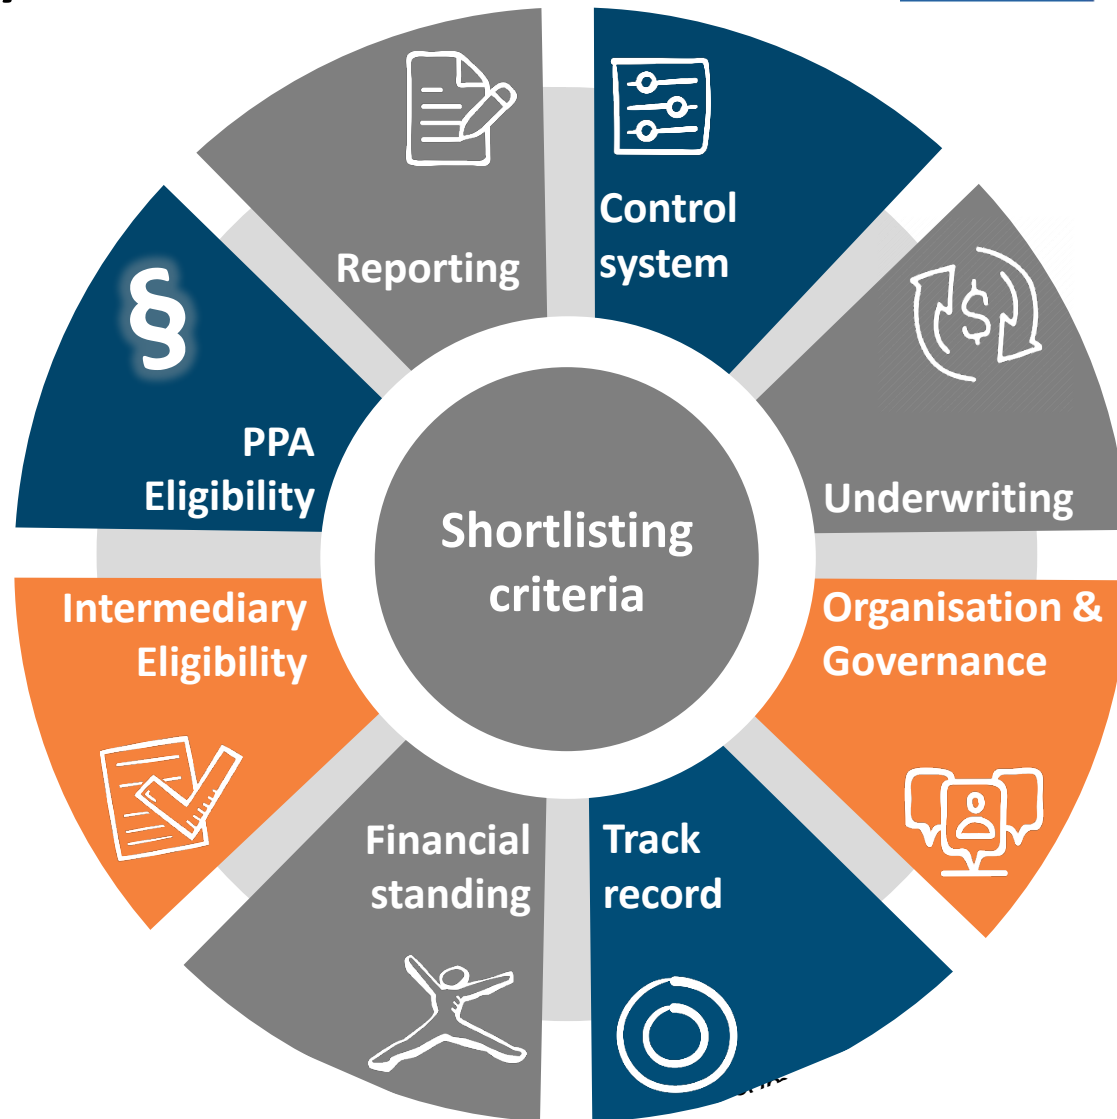 Reporting
Control
system
Underwriting
Organisation &
Governance
Track
record
Financial
standing
Intermediary
Eligibility
§
PPA
Eligibility
$
Shortlisting
criteria